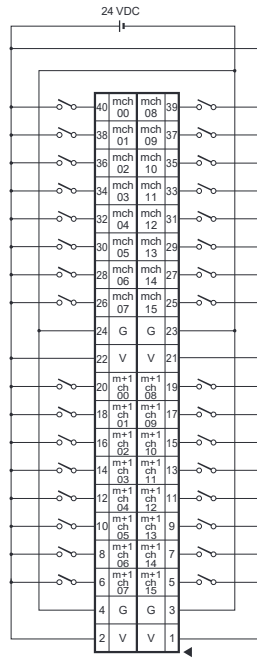 24 VDC
40 mch 00 mch 08 39
38 mch 01 mch 09 37
36 mch 02 mch 10 35
34 mch 03 mch 11 33
32 mch 04 mch 12 31
30 mch 05 mch 13 29
28 mch 06 mch 14 27
26 mch 07 mch 15 25
24 G G 23
22 V V 21
20 m+1 ch 00 m+1 ch 08 19
18 m+1 ch 01 m+1 ch 09 17
16 m+1 ch 02 m+1 ch 10 15
14 m+1 ch 03 m+1 ch 11 13
12 m+1 ch 04 m+1 ch 12 11
10 m+1 ch 05 m+1 ch 13 9
8 m+1 ch 06 m+1 ch 14 7
6 m+1 ch 07 m+1 ch 15 5
4 G G 3
2 V V 1